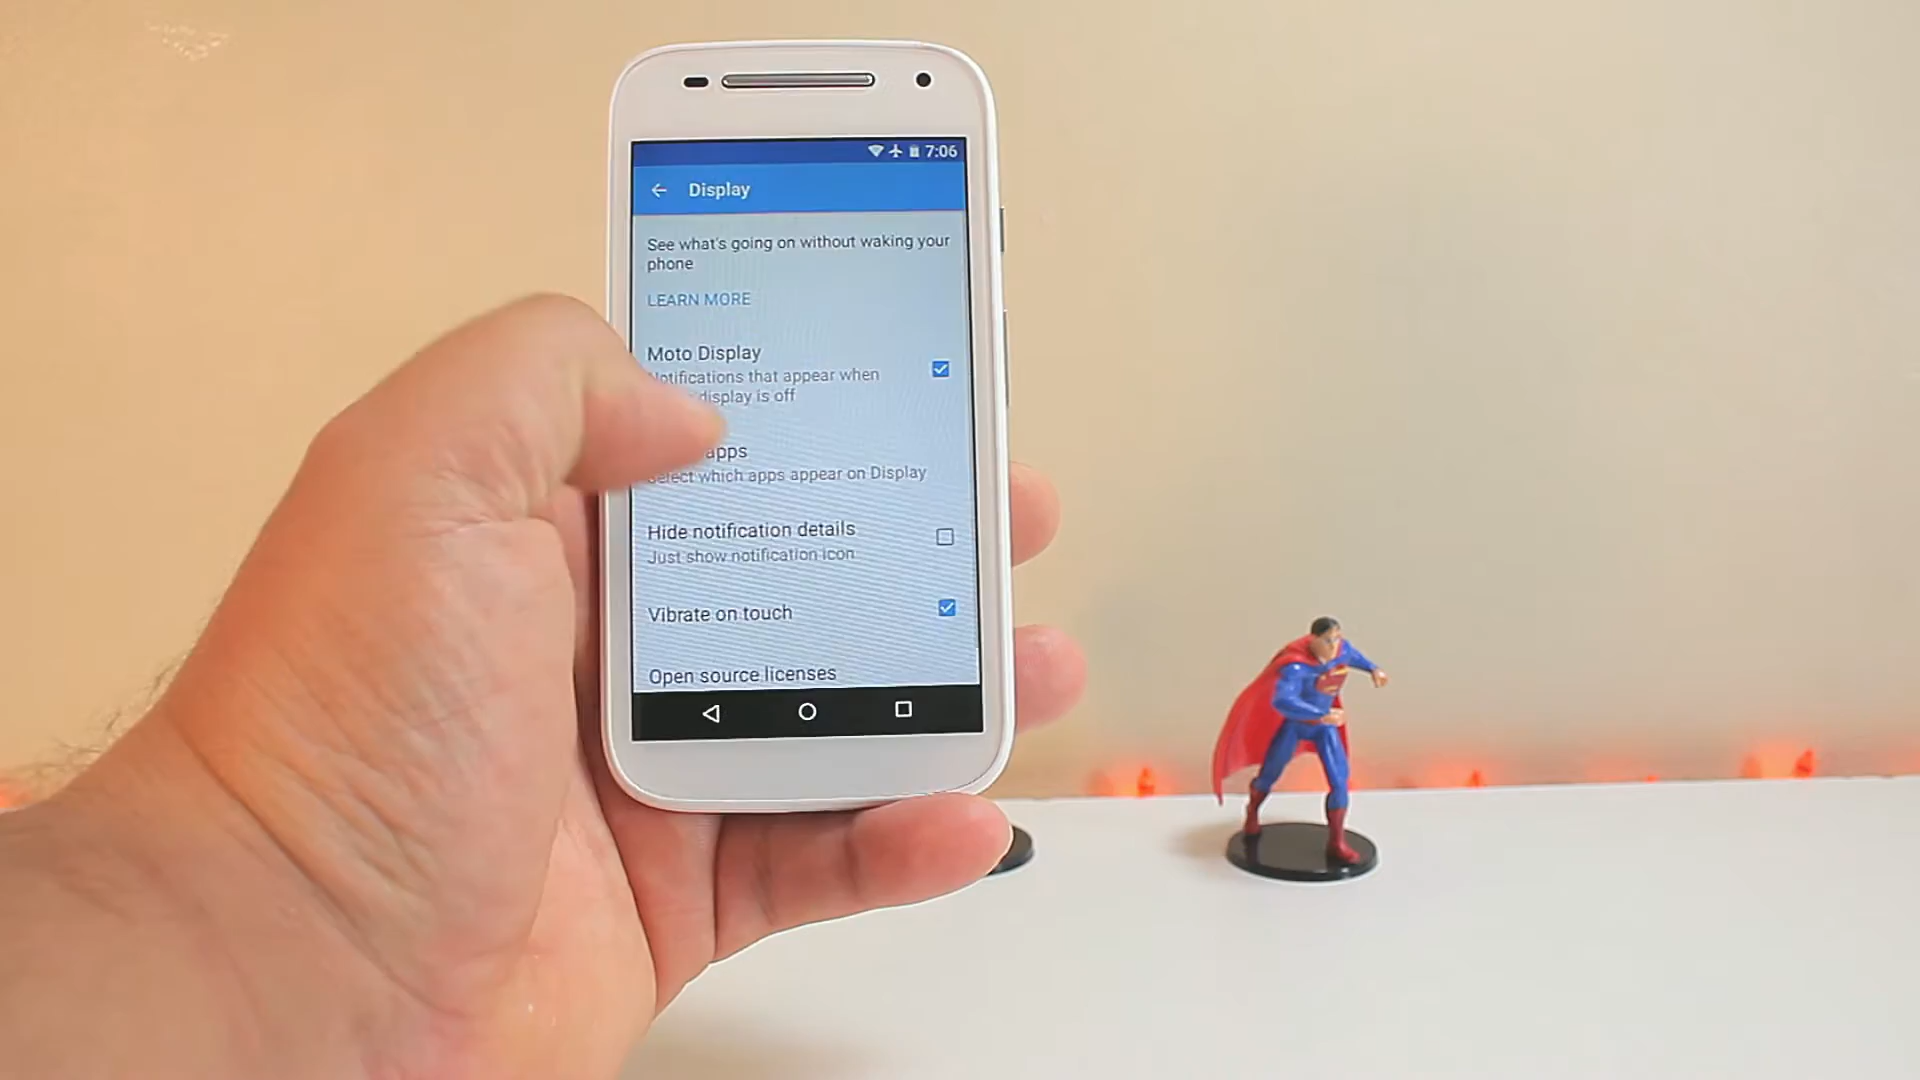 7:06
Display
See what's going on without waking your
phone
LEARN MORE
Moto Display
Notifications that appear when
display is off
apps
Select which apps appear on Display
Hide notification details
Just show notification icon
Vibrate on touch
Open source licenses